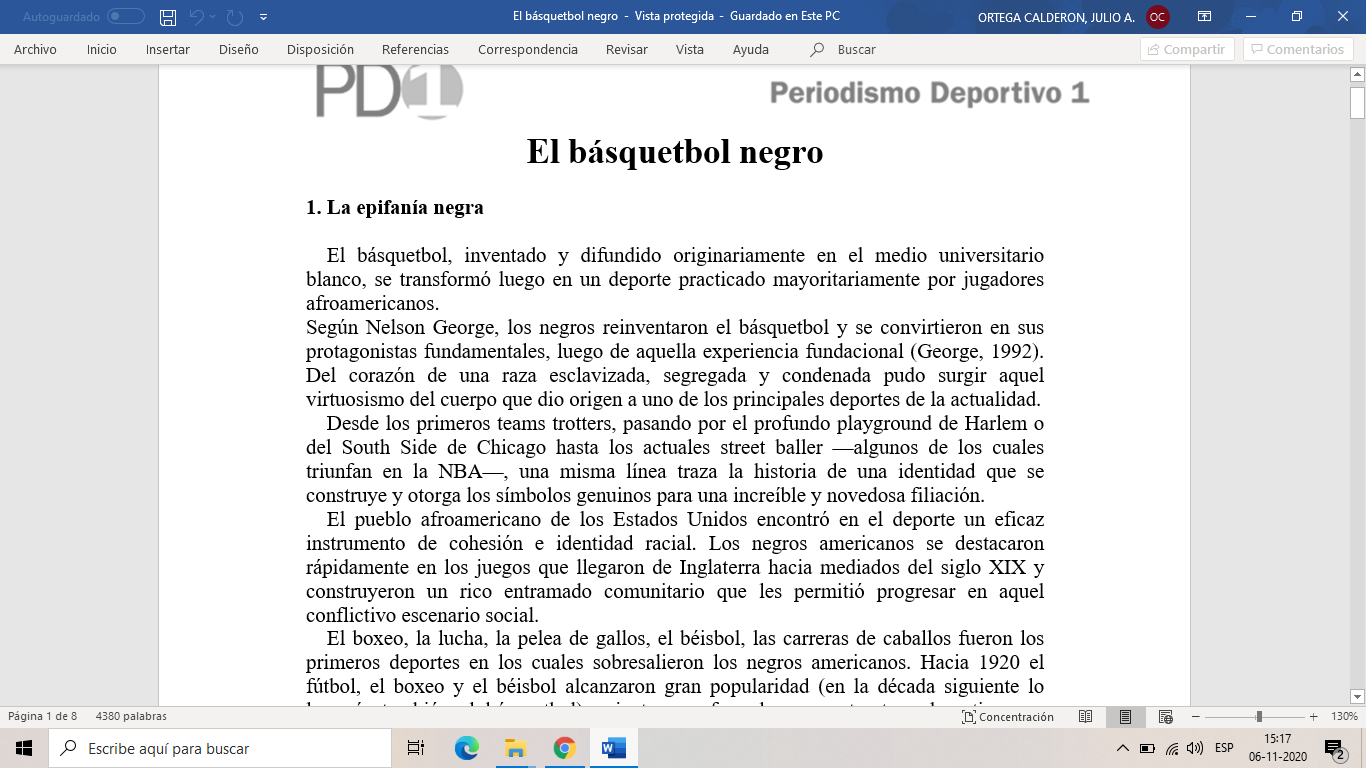 Autoguardado
El básquetbol negro - Vista protegida - Guardado en Este PC
ORTEGA CALDERON, JULIO A.
OC
Archivo Inicio Insertar Diseño Disposición Referencias Correspondencia Revisar Vista Ayuda Buscar
Compartir
Comentarios
PD1
Periodismo Deportivo 1
El básquetbol negro
1. La epifanía negra
El básquetbol, inventado y difundido originariamente en el medio universitario
blanco, se transformó luego en un deporte practicado mayoritariamente por jugadores
afroamericanos.
Según Nelson George, los negros reinventaron el básquetbol y se convirtieron en sus
protagonistas fundamentales, luego de aquella experiencia fundacional (George, 1992).
Del corazón de una raza esclavizada, segregada y condenada pudo surgir aquel
virtuosismo del cuerpo que dio origen a uno de los principales deportes de la actualidad.
Desde los primeros teams trotters, pasando por el profundo playground de Harlem o
del South Side de Chicago hasta los actuales street baller —algunos de los cuales
triunfan en la NBA—, una misma línea traza la historia de una identidad que se
construye y otorga los símbolos genuinos para una increíble y novedosa filiación.
El pueblo afroamericano de los Estados Unidos encontró en el deporte un eficaz
instrumento de cohesión e identidad racial. Los negros americanos se destacaron
rápidamente en los juegos que llegaron de Inglaterra hacia mediados del siglo XIX y
construyeron un rico entramado comunitario que les permitió progresar en aquel
conflictivo escenario social.
El boxeo, la lucha, la pelea de gallos, el béisbol, las carreras de caballos fueron los
primeros deportes en los cuales sobresalieron los negros americanos. Hacia 1920 el
fútbol, el boxeo y el béisbol alcanzaron gran popularidad (en la década siguiente lo
Página 1 de 8 4380 palabras
Concentración
130%
Escribe aquí para buscar
ESP
15:17
06-11-2020
2